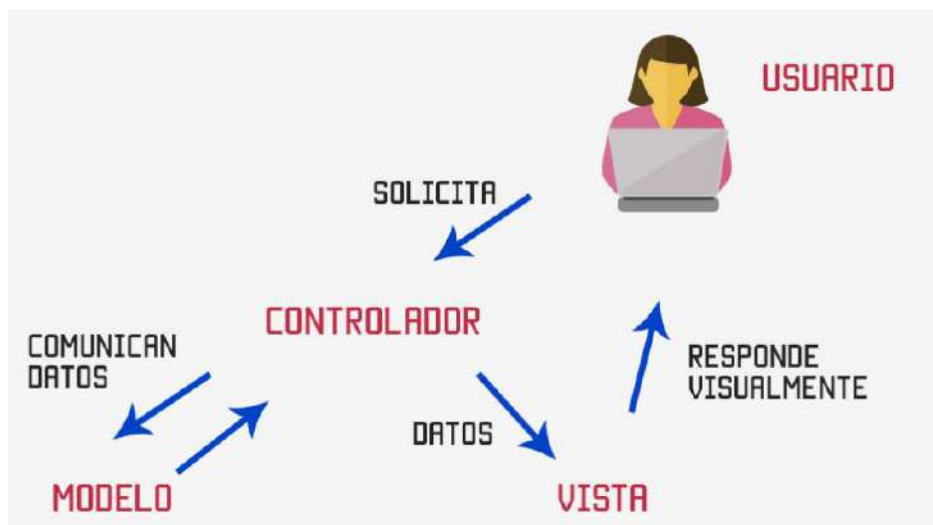 USUARIO
SOLICITA
CONTROLADOR
COMUNICAN
DATOS
RESPONDE
VISUALMENTE
DATOS
MODELO
VISTA